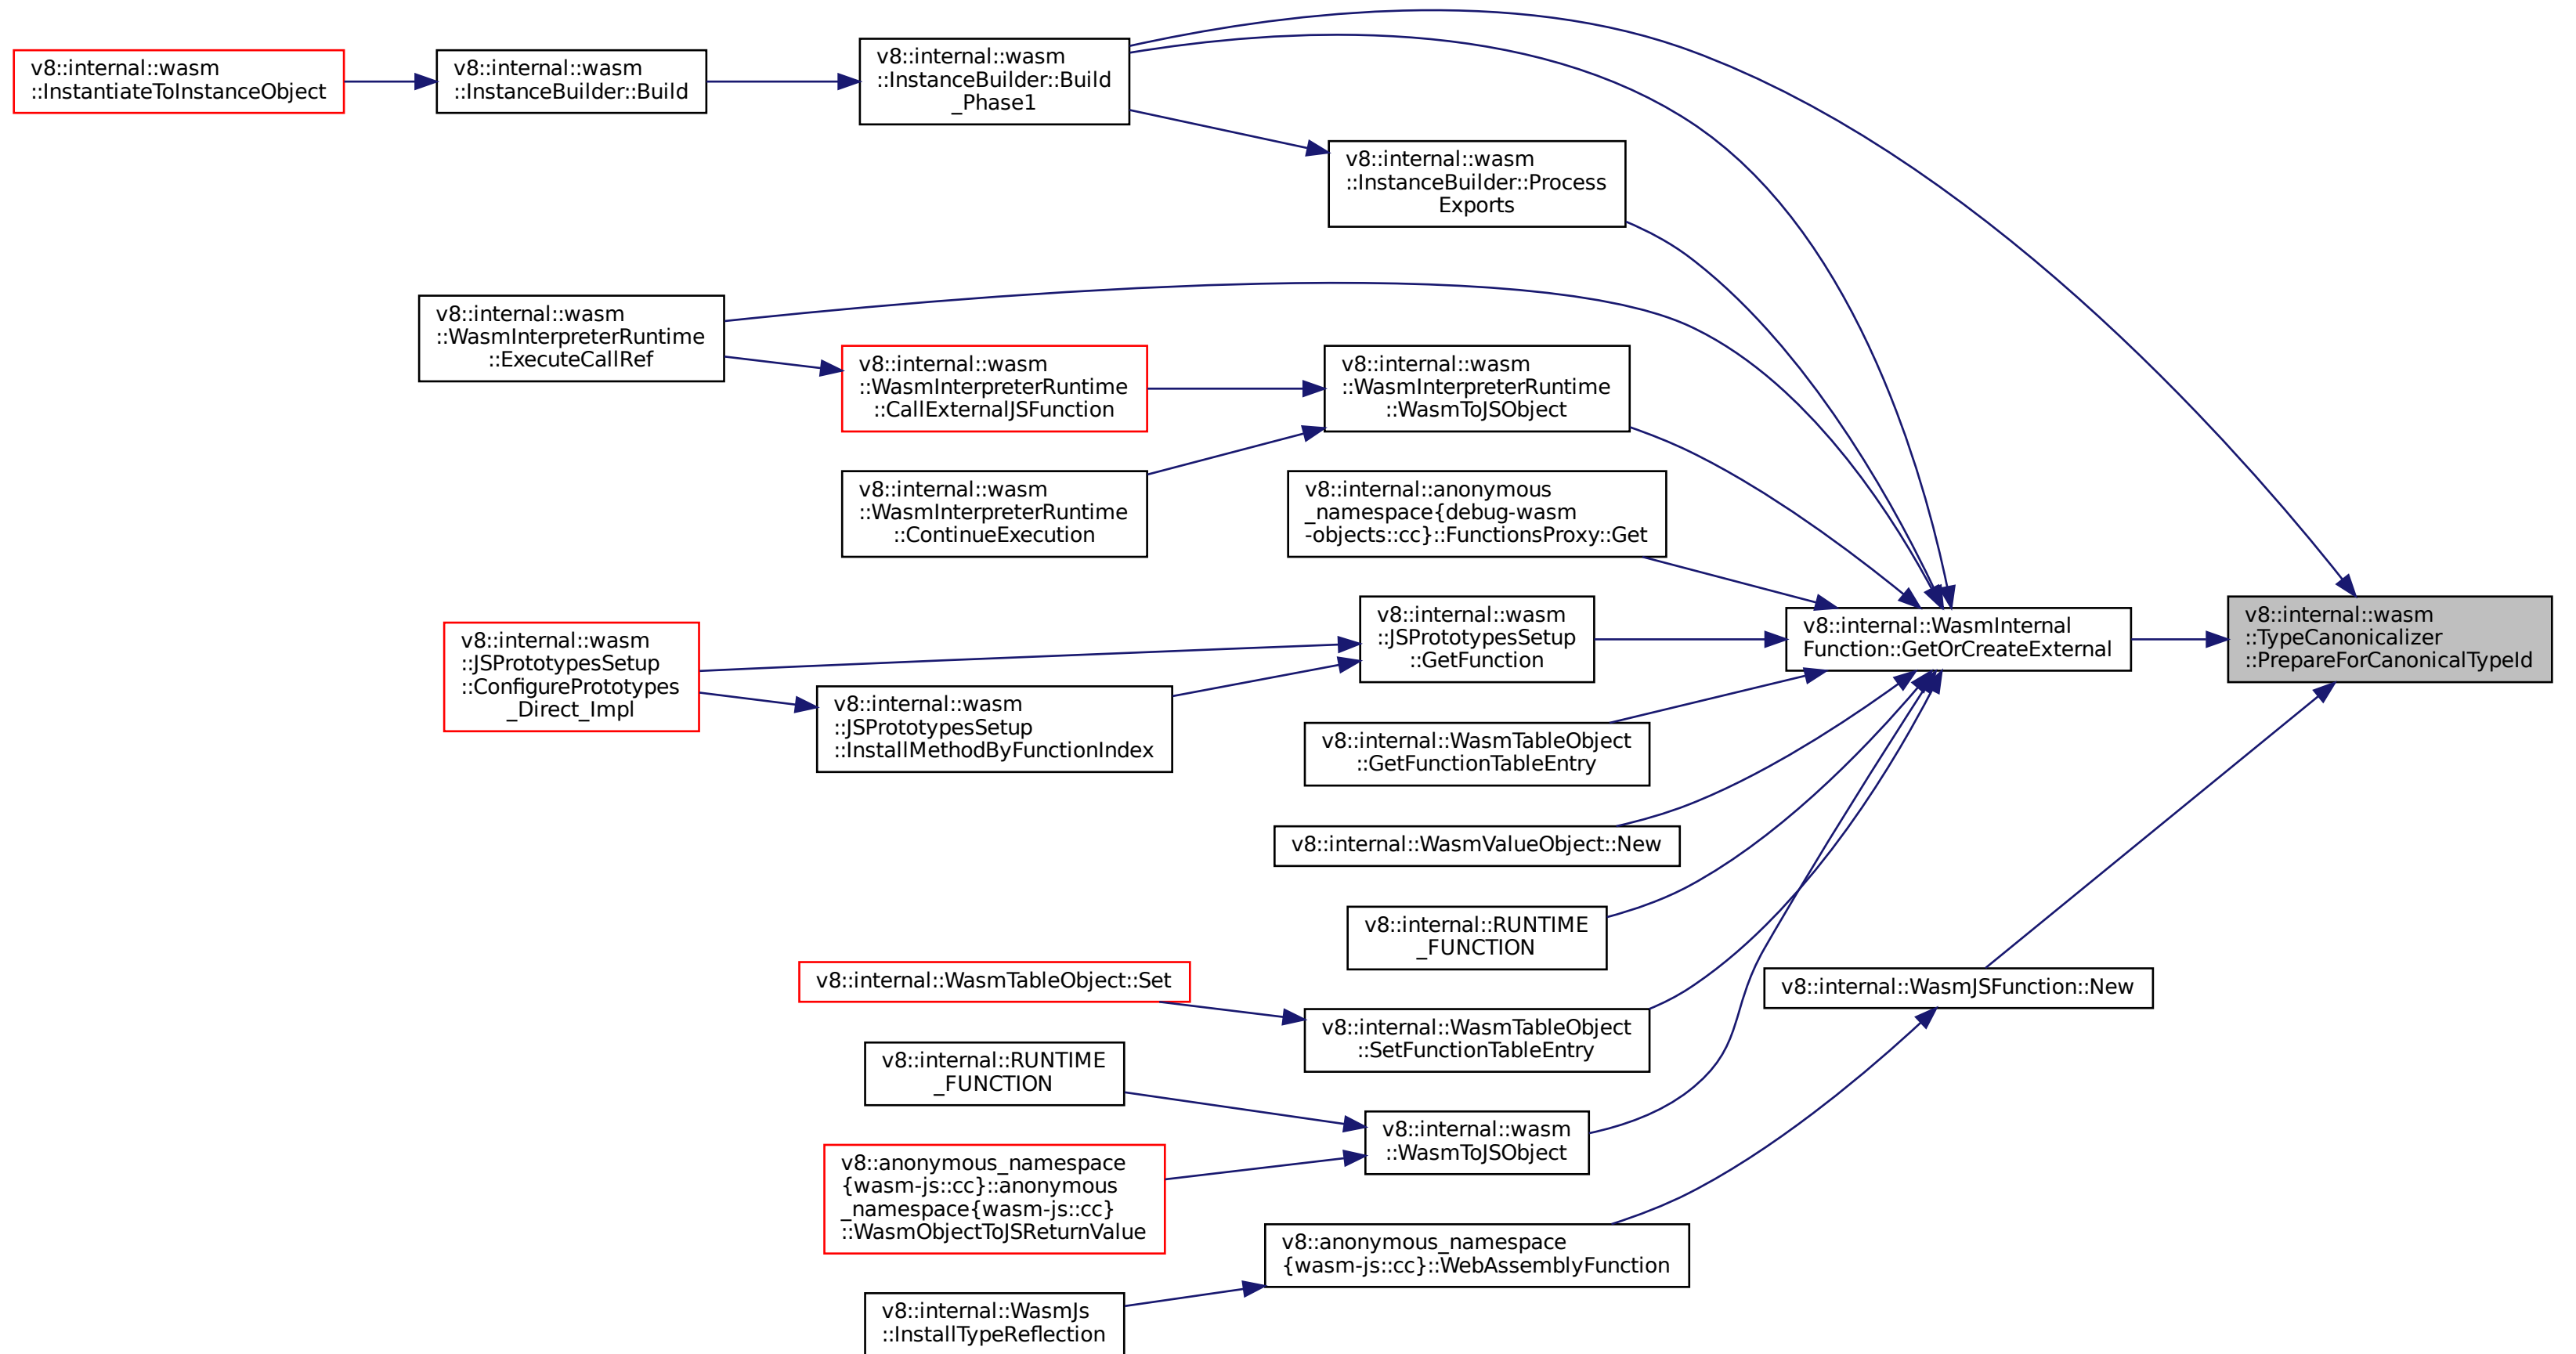 v8::internal::wasm
::InstantiateToInstanceObject
v8::internal::wasm
::InstanceBuilder::Build
v8::internal::wasm
::InstanceBuilder::Build
_Phase1
v8::internal::wasm
::InstanceBuilder::Process
Exports
v8::internal::wasm
::WasmInterpreterRuntime
::ExecuteCallRef
v8::internal::wasm
::WasmInterpreterRuntime
::CallExternalJSFunction
v8::internal::wasm
::WasmInterpreterRuntime
::WasmToJSObject
v8::internal::wasm
::WasmInterpreterRuntime
::ContinueExecution
v8::internal::anonymous
_namespace{debug-wasm
-objects::cc}::FunctionsProxy::Get
v8::internal::wasm
::JSPrototypesSetup
::ConfigurePrototypes
_Direct_Impl
v8::internal::wasm
::JSPrototypesSetup
::InstallMethodByFunctionIndex
v8::internal::wasm
::JSPrototypesSetup
::GetFunction
v8::internal::WasmInternal
Function::GetOrCreateExternal
v8::internal::wasm
::TypeCanonicalizer
::PrepareForCanonicalTypeId
v8::internal::WasmTableObject
::GetFunctionTableEntry
v8::internal::WasmValueObject::New
v8::internal::RUNTIME
_FUNCTION
v8::internal::WasmTableObject::Set
v8::internal::WasmTableObject
::SetFunctionTableEntry
v8::internal::WasmJSFunction::New
v8::internal::RUNTIME
_FUNCTION
v8::internal::wasm
::WasmToJSObject
v8::anonymous_namespace
{wasm-js::cc}::anonymous
_namespace{wasm-js::cc}
::WasmObjectToJSReturnValue
v8::anonymous_namespace
{wasm-js::cc}::WebAssemblyFunction
v8::internal::WasmJs
::InstallTypeReflection